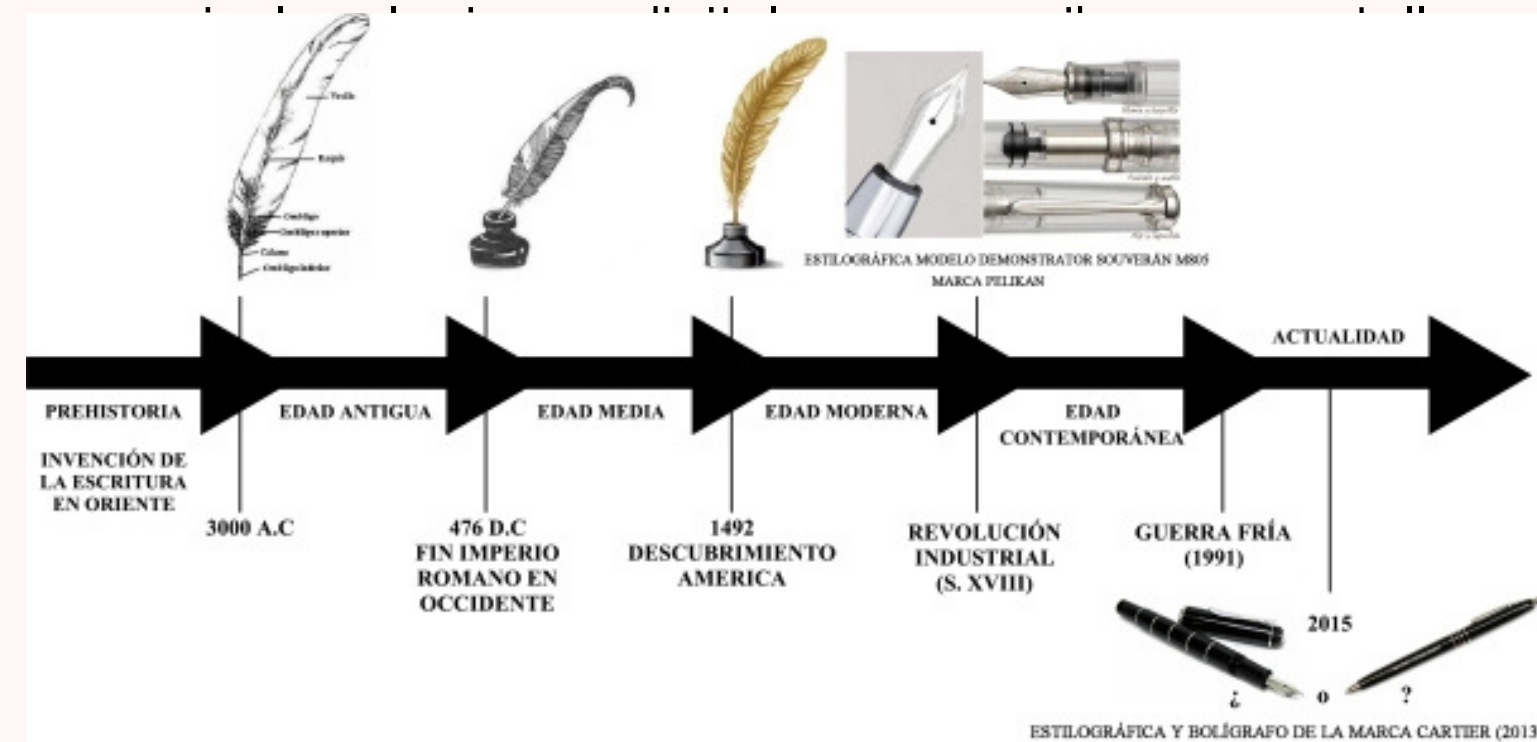 ESTILOGRÁFICA MODELO DEMONSTRATOR SOUVERÁN M805
MARCA PELIKAN
ACTUALIDAD
PREHISTORIA
EDAD ANTIGUA
EDAD MEDIA
EDAD MODERNA
EDAD
CONTEMPORÁNEA
INVENCIÓN DE
LA ESCRITURA
EN ORIENTE
3000 A.C
476 D.C
FIN IMPERIO
ROMANO EN
OCCIDENTE
1492
DESCUBRIMIENTO
AMERICA
REVOLUCIÓN
INDUSTRIAL
(S. XVIII)
GUERRA FRÍA
(1991)
2015
¿ o ?
ESTILOGRÁFICA Y BOLÍGRAFO DE LA MARCA CARTIER (2013